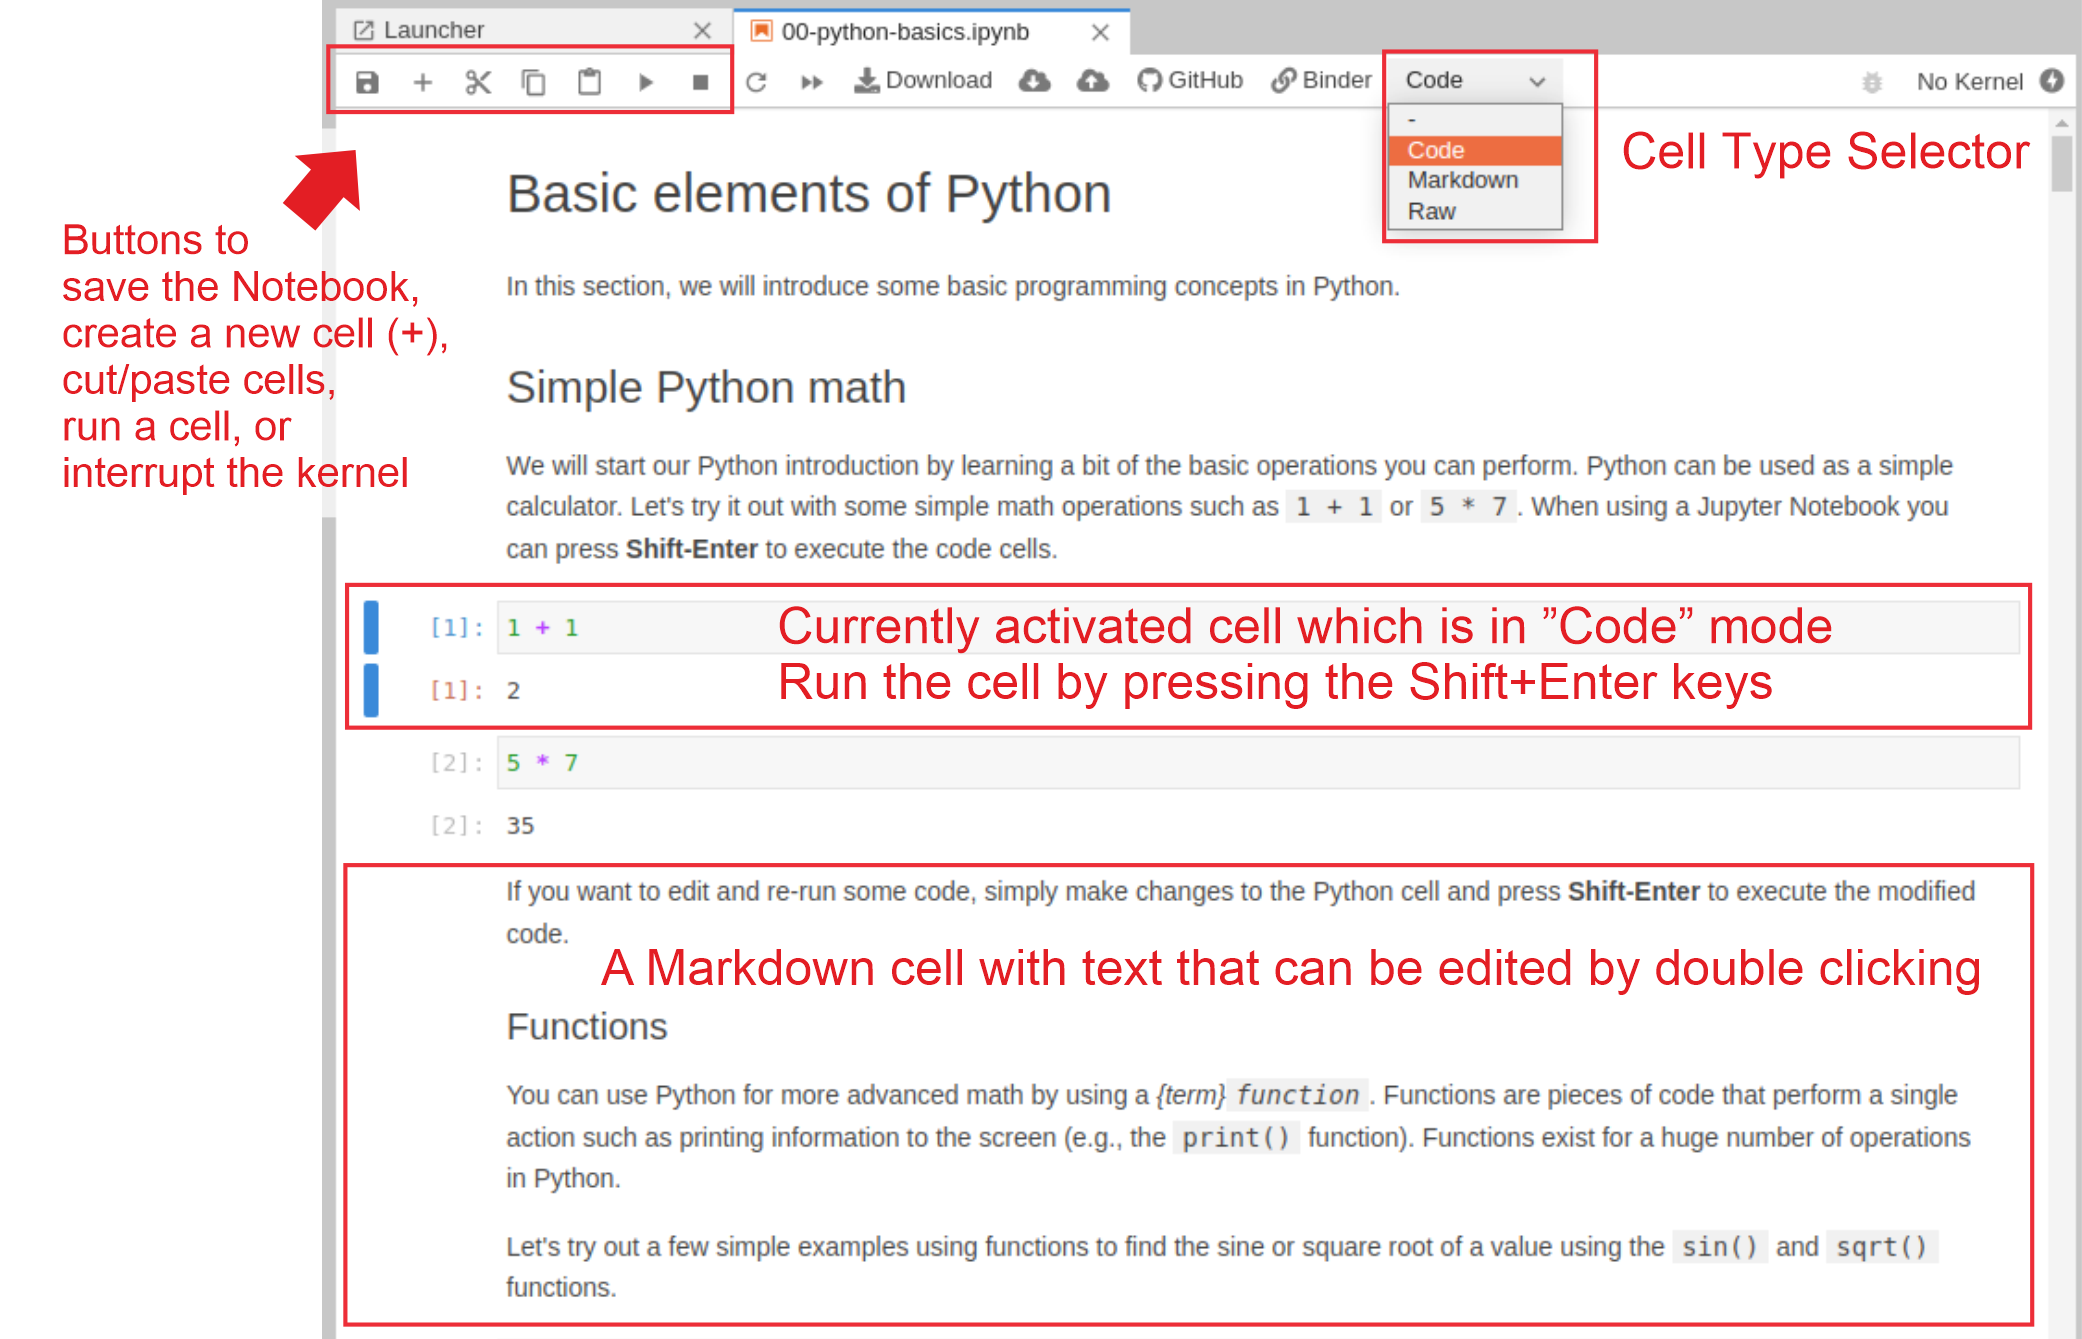 Launcher
00-python-basics.ipynb
Download
GitHub
Binder
Code
No Kernel
-
Code
Markdown
Raw
Cell Type Selector
Buttons to
save the Notebook,
create a new cell (+),
cut/paste cells,
run a cell, or
interrupt the kernel
Basic elements of Python
In this section, we will introduce some basic programming concepts in Python.
Simple Python math
We will start our Python introduction by learning a bit of the basic operations you can perform. Python can be used as a simple
calculator. Let's try it out with some simple math operations such as 1 + 1 or 5 * 7. When using a Jupyter Notebook you
can press Shift-Enter to execute the code cells.
[1]: 1 + 1
Currently activated cell which is in ”Code” mode
[1]: 2
Run the cell by pressing the Shift+Enter keys
[2]: 5 * 7
[2]: 35
If you want to edit and re-run some code, simply make changes to the Python cell and press Shift-Enter to execute the modified
code.
A Markdown cell with text that can be edited by double clicking
Functions
You can use Python for more advanced math by using a {term} function. Functions are pieces of code that perform a single
action such as printing information to the screen (e.g., the print() function). Functions exist for a huge number of operations
in Python.
Let's try out a few simple examples using functions to find the sine or square root of a value using the sin() and sqrt()
functions.